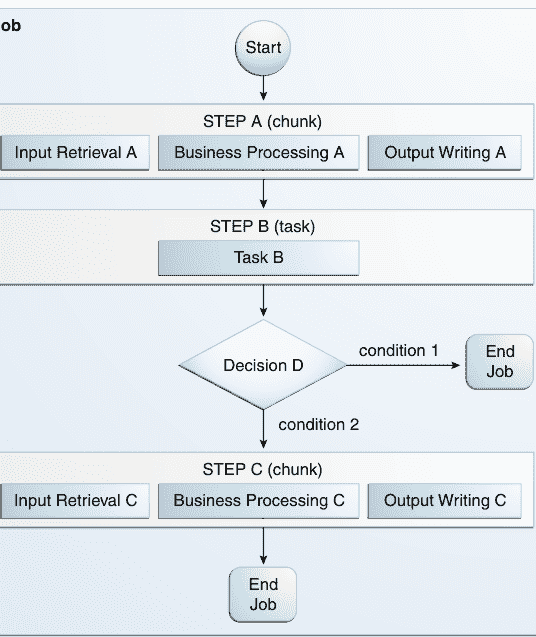 ob
Start
STEP A (chunk)
Input Retrieval A
Business Processing A
Output Writing A
STEP B (task)
Task B
Decision D
condition 1
End
Job
condition 2
STEP C (chunk)
Input Retrieval C
Business Processing C
Output Writing C
End
Job